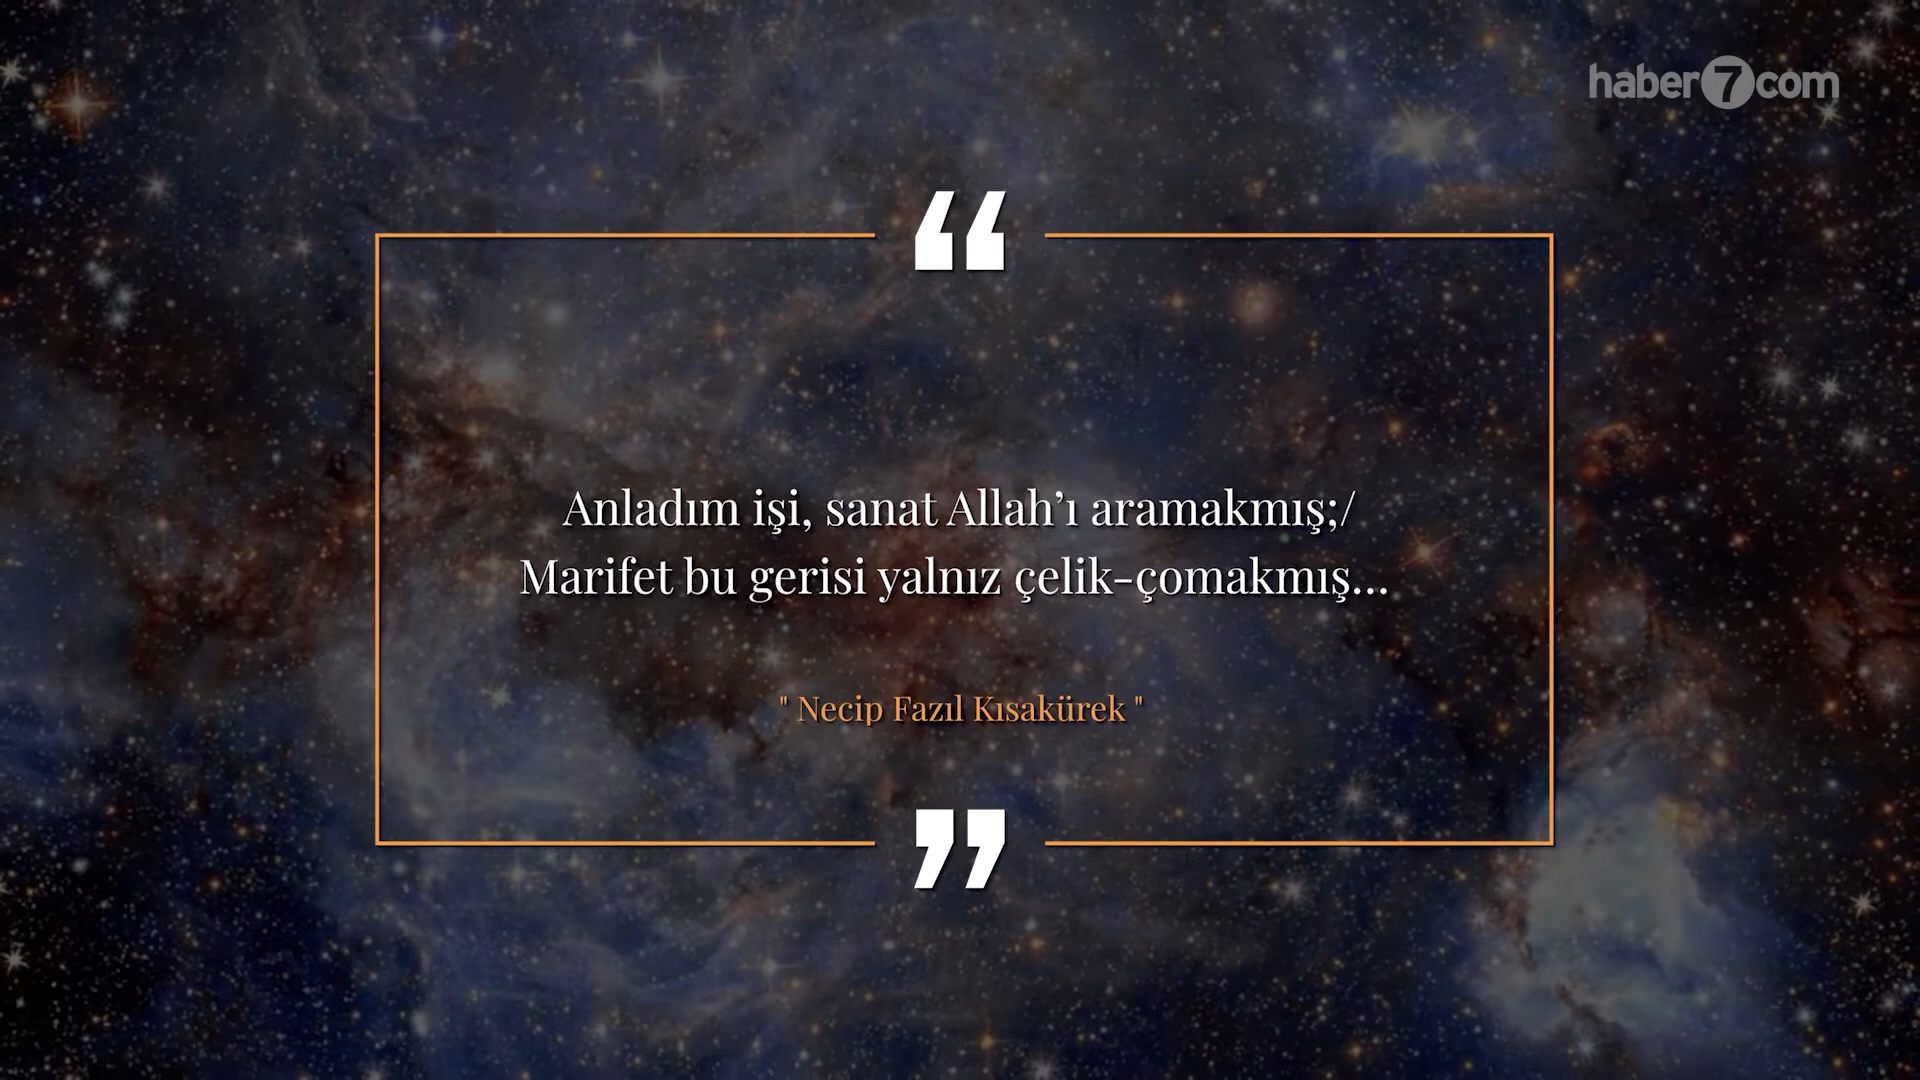 haber7com
“
Anladım işi, sanat Allah’ı aramakmış;/
Marifet bu gerisi yalnız çelik-çomakmış...
" Necip Fazıl Kısakürek "
”